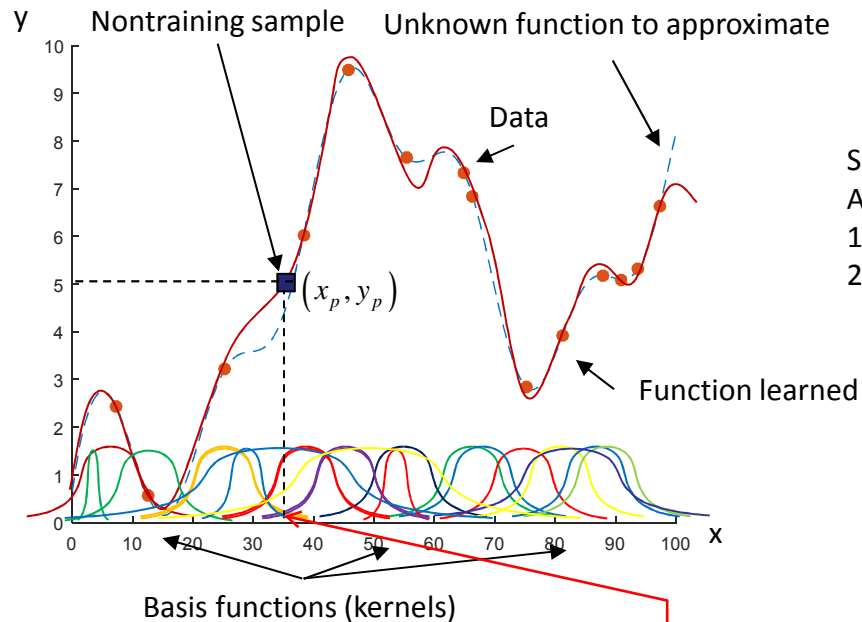 y
Nontraining sample
Unknown function to approximate
10
9
8
7
6
5
4
3
2
1
0
Data
S
A
1
2
(x_p, y_p)
Function learned
0 10 20 30 40 50 60 70 80 90 100 x
Basis functions (kernels)